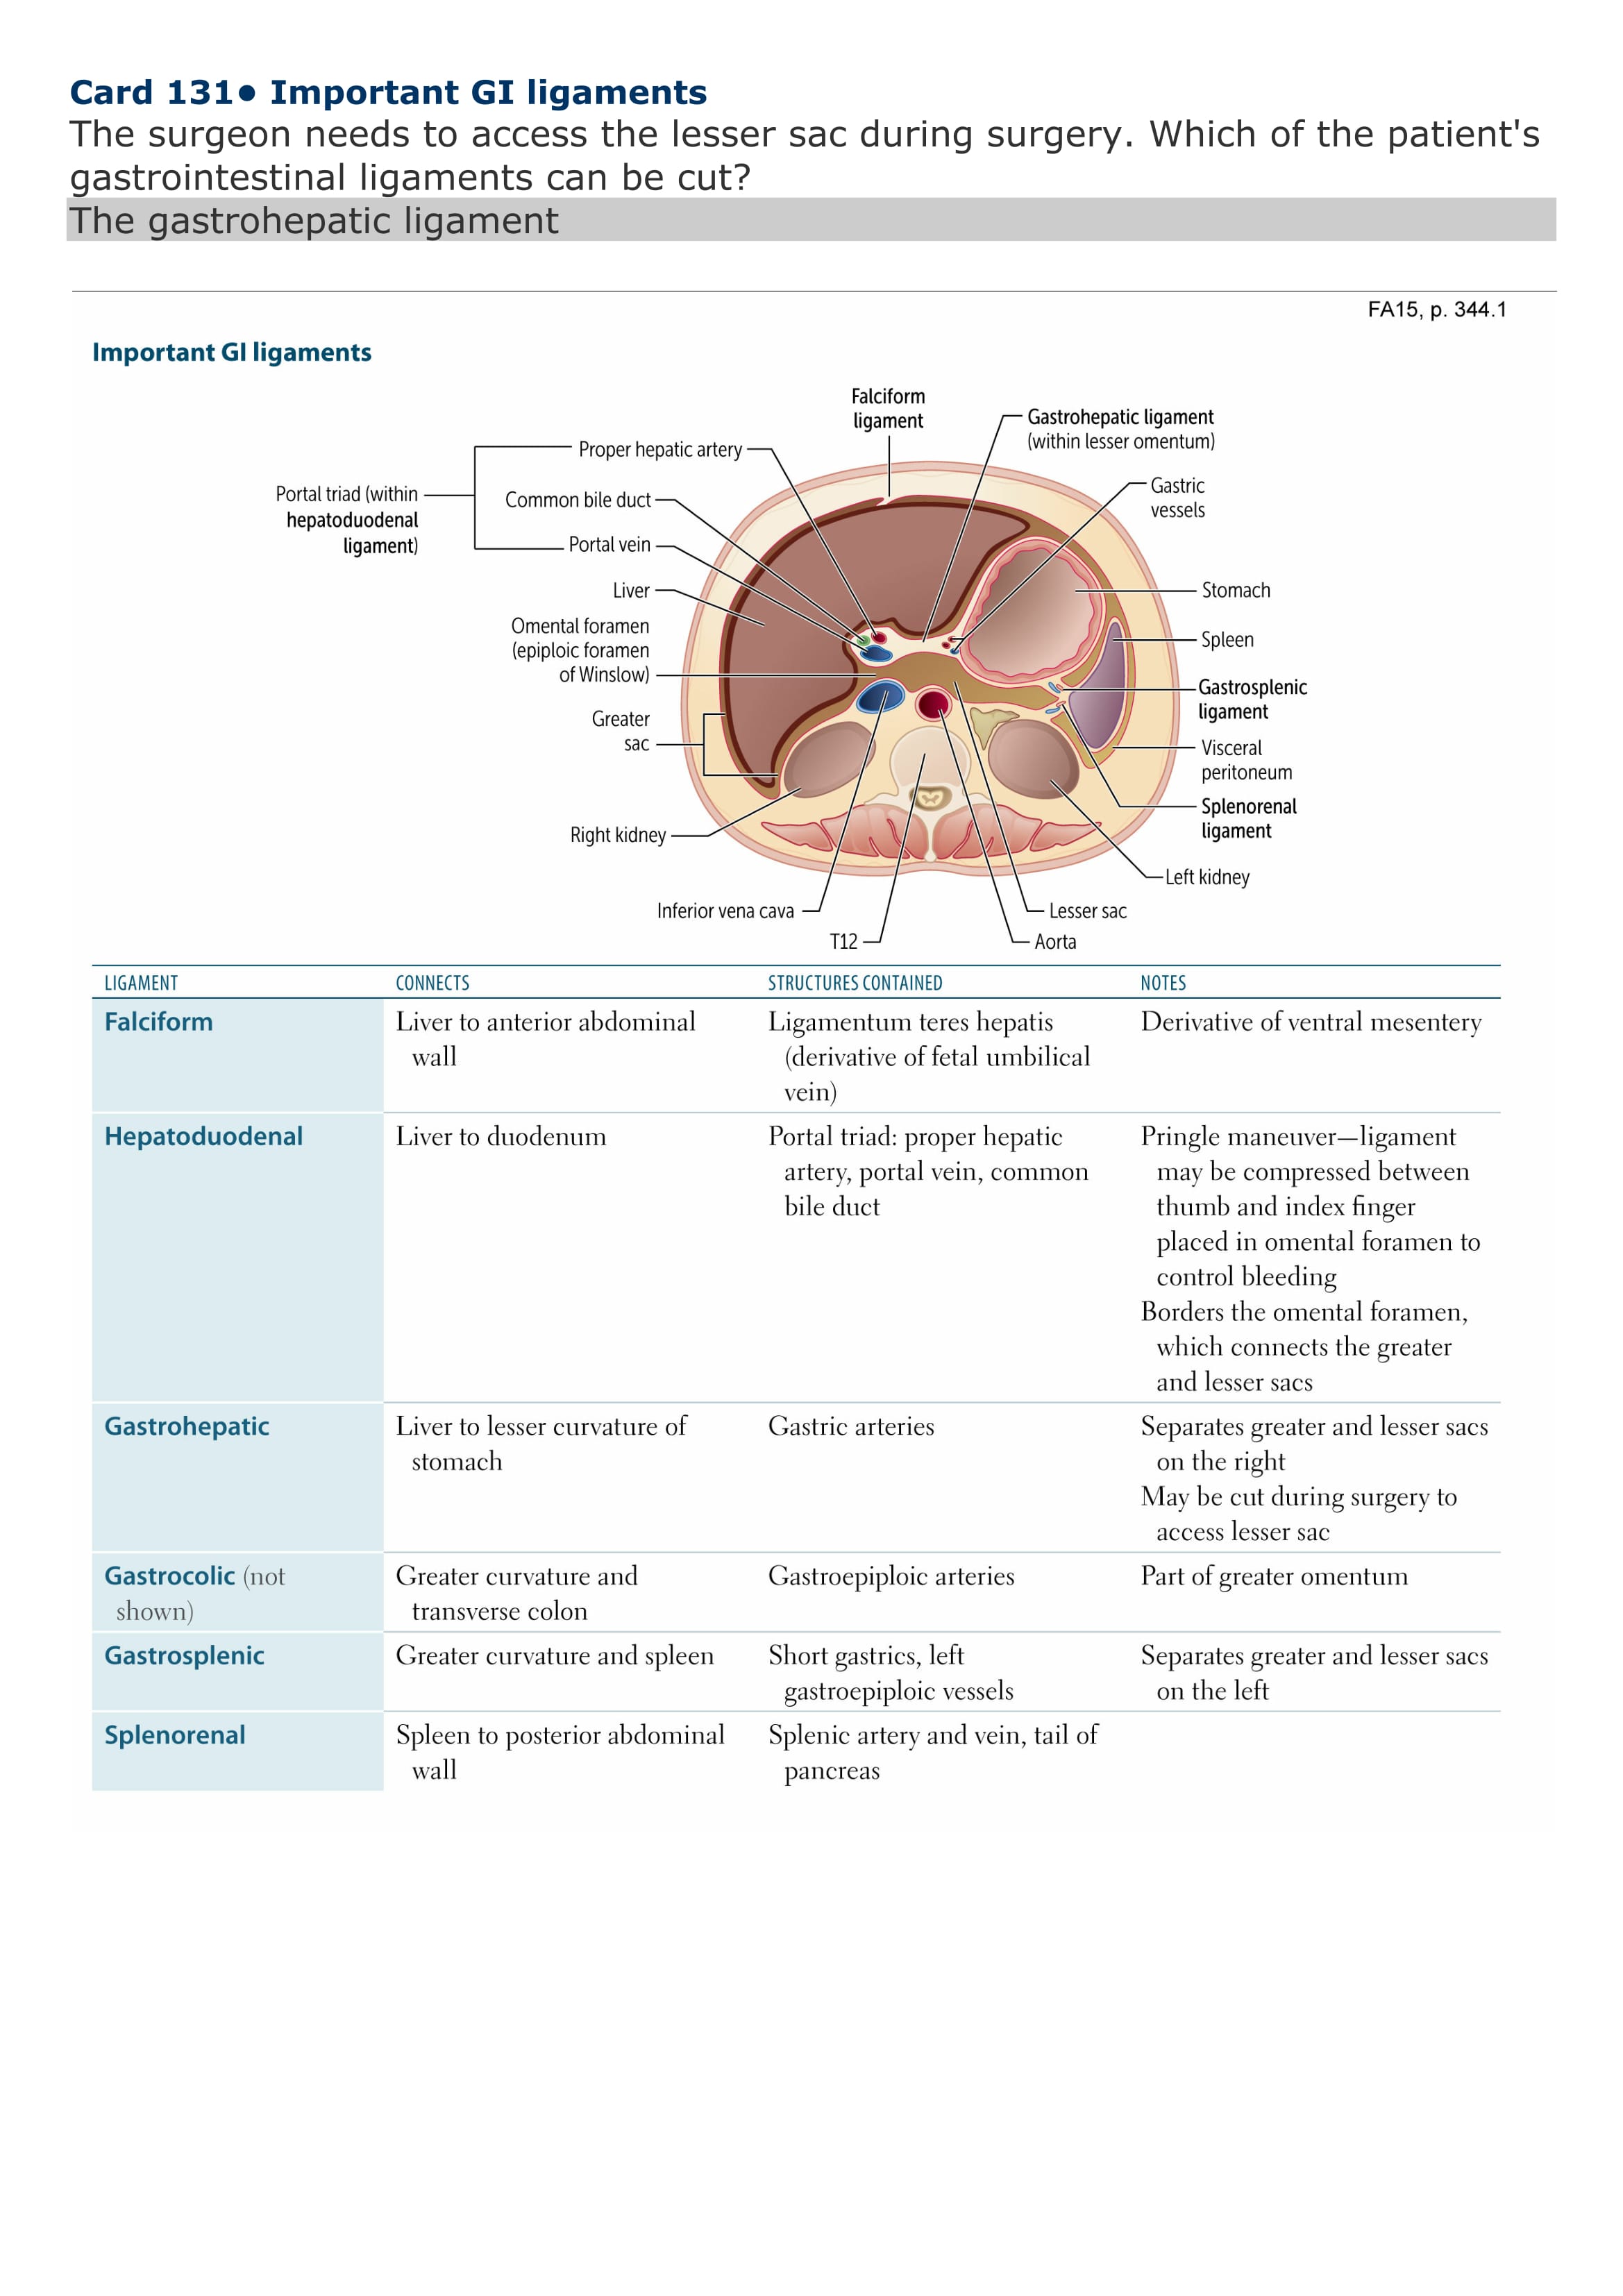 Card 131• Important GI ligaments
The surgeon needs to access the lesser sac during surgery. Which of the patient's
gastrointestinal ligaments can be cut?
The gastrohepatic ligament
FA15, p. 344.1
Important GI ligaments
Falciform
ligament
Gastrohepatic ligament
(within lesser omentum)
Proper hepatic artery
Portal triad (within
hepatoduodenal
ligament)
Common bile duct
Portal vein
Gastric
vessels
Liver
Stomach
Omental foramen
(epiploic foramen
of Winslow)
Spleen
Gastrosplenic
ligament
Greater
sac
Visceral
peritoneum
Splenorenal
ligament
Right kidney
Left kidney
Inferior vena cava
Lesser sac
T12
Aorta
LIGAMENT CONNECTS STRUCTURES CONTAINED NOTES
Falciform
Liver to anterior abdominal
wall
Ligamentum teres hepatis
(derivative of fetal umbilical
vein)
Derivative of ventral mesentery
Hepatoduodenal
Liver to duodenum
Portal triad: proper hepatic
artery, portal vein, common
bile duct
Pringle maneuver—ligament
may be compressed between
thumb and index finger
placed in omental foramen to
control bleeding
Borders the omental foramen,
which connects the greater
and lesser sacs
Gastrohepatic
Liver to lesser curvature of
stomach
Gastric arteries
Separates greater and lesser sacs
on the right
May be cut during surgery to
access lesser sac
Gastrocolic (not
shown)
Greater curvature and
transverse colon
Gastroepiploic arteries
Part of greater omentum
Gastrosplenic
Greater curvature and spleen
Short gastrics, left
gastroepiploic vessels
Separates greater and lesser sacs
on the left
Splenorenal
Spleen to posterior abdominal
wall
Splenic artery and vein, tail of
pancreas